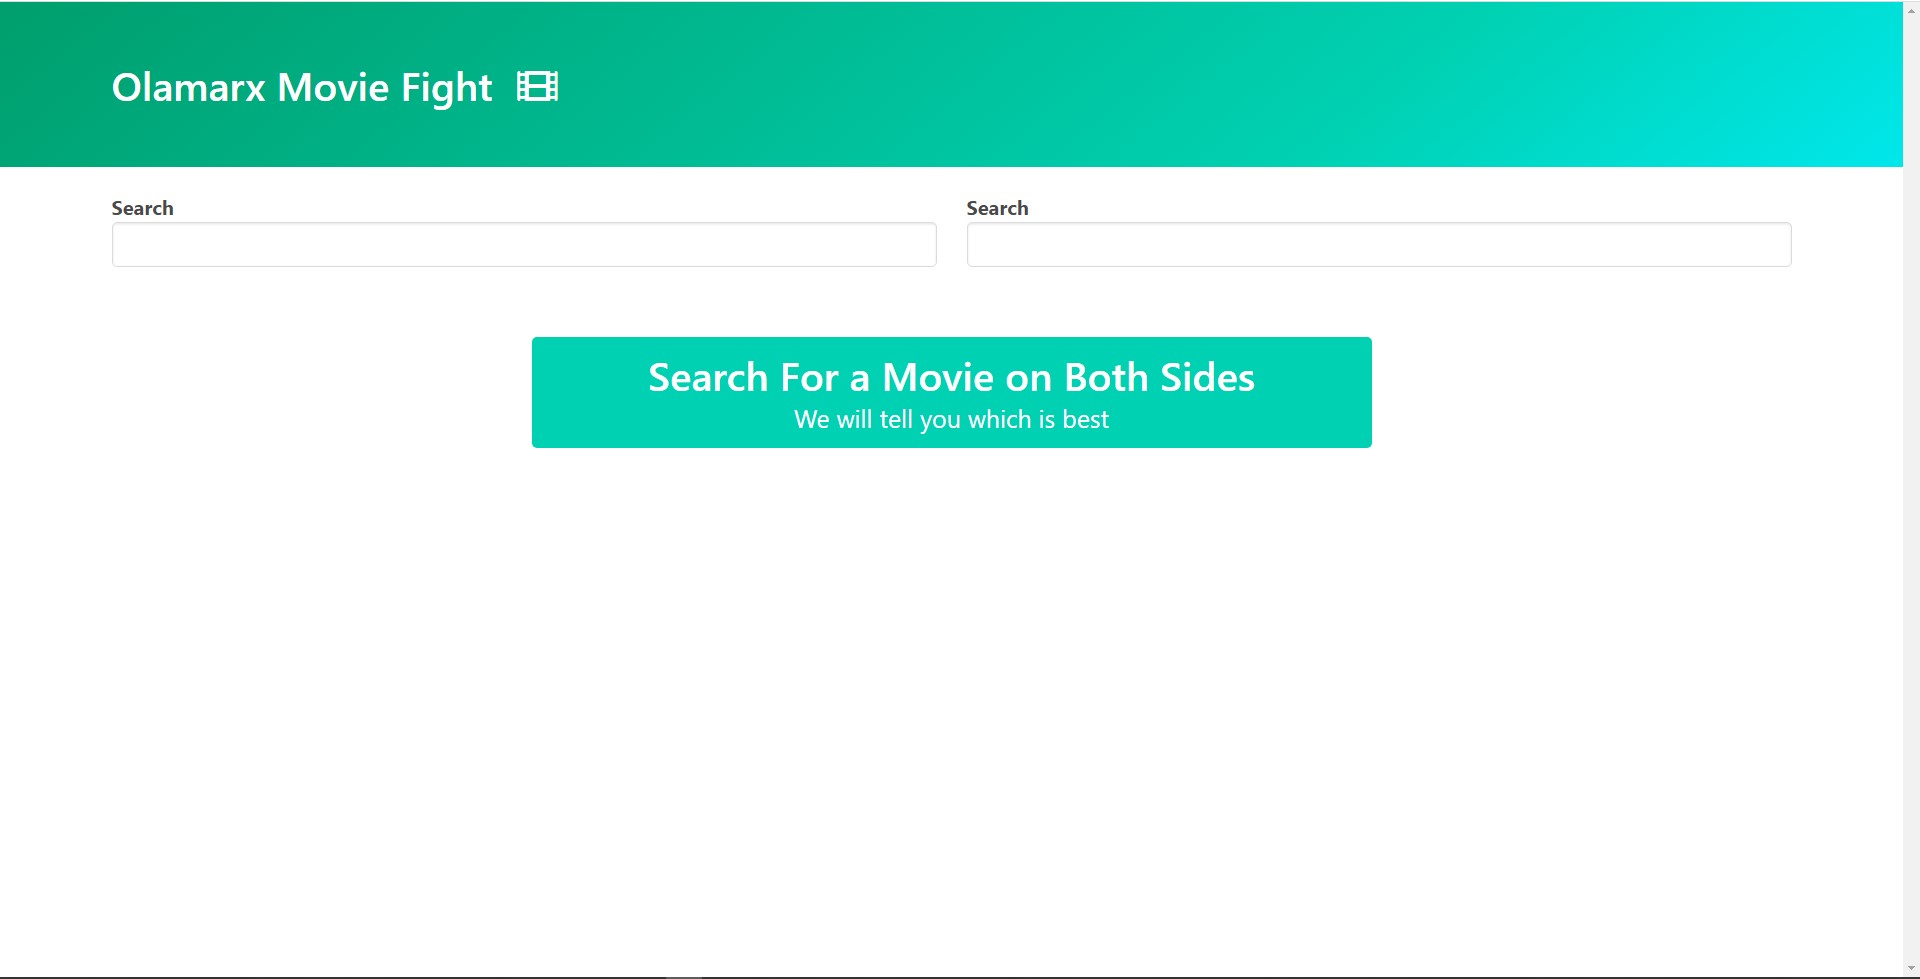 Olamarx Movie Fight
Search
Search
Search For a Movie on Both Sides
We will tell you which is best